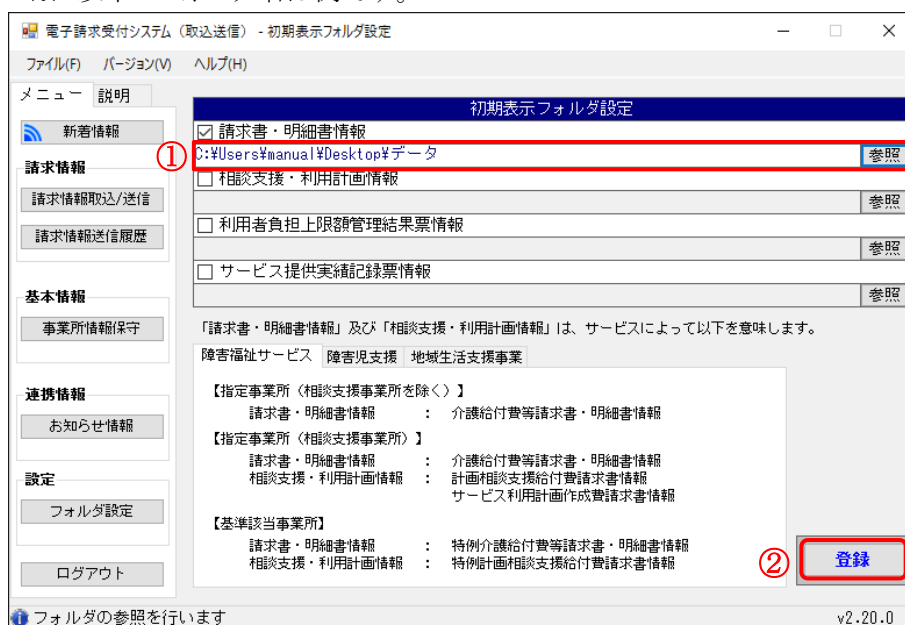 電子請求受付システム（取込送信） - 初期表示フォルダ設定
ファイル(F) バージョン(V) ヘルプ(H)
メニュー 説明
新着情報
請求情報
請求情報取込/送信
請求情報送信履歴
基本情報
事業所情報保守
連携情報
お知らせ情報
設定
フォルダ設定
ログアウト
初期表示フォルダ設定
請求書・明細書情報
①
C:¥Users¥manual¥Desktop¥データ 参照
相談支援・利用計画情報
参照
利用者負担上限額管理結果票情報
参照
サービス提供実績記録票情報
参照
「請求書・明細書情報」及び「相談支援・利用計画情報」は、サービスによって以下を意味します。
障害福祉サービス 障害児支援 地域生活支援事業
【指定事業所（相談支援事業所を除く）】
請求書・明細書情報 ： 介護給付費等請求書・明細書情報
【指定事業所（相談支援事業所）】
請求書・明細書情報 ： 介護給付費等請求書・明細書情報
相談支援・利用計画情報 ： 計画相談支援給付費請求書情報
サービス利用計画作成費請求書情報
【基準該当事業所】
請求書・明細書情報 ： 特例介護給付費等請求書・明細書情報
相談支援・利用計画情報 ： 特例計画相談支援給付費請求書情報
② 登録
フォルダの参照を行います v2.20.0